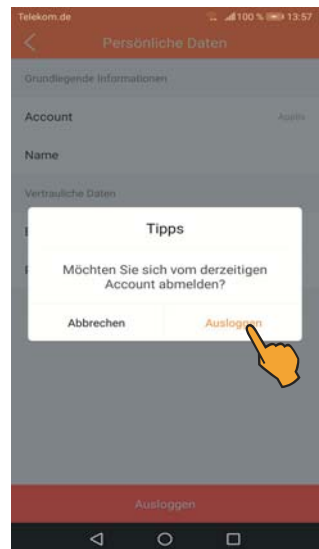 Telekom.de 100 % 13:57
Persönliche Daten
Grundlegende Informationen
Account
Name
Vertrauliche Daten
Tipps
Möchten Sie sich vom derzeitigen
Account abmelden?
Abbrechen Ausloggen
Ausloggen